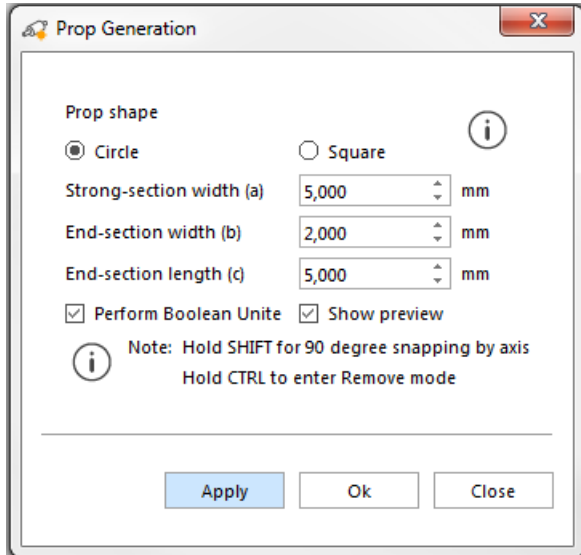 Prop Generation
Prop shape
Circle Square
Strong-section width (a) 5,000 mm
End-section width (b) 2,000 mm
End-section length (c) 5,000 mm
Perform Boolean Unite Show preview
Note: Hold SHIFT for 90 degree snapping by axis
Hold CTRL to enter Remove mode
Apply Ok Close